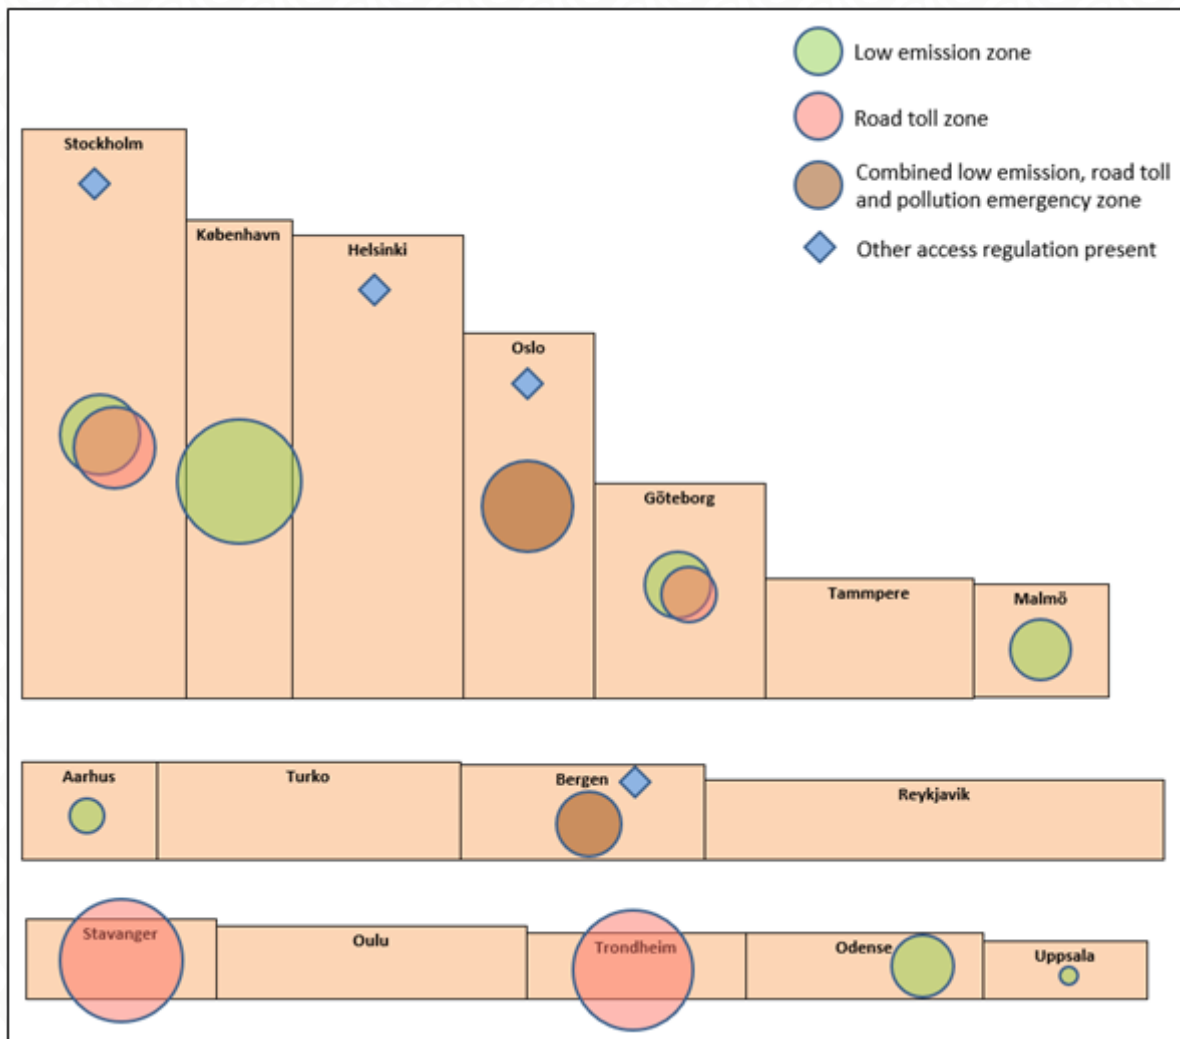 Low emission zone
Road toll zone
Combined low emission, road toll
and pollution emergency zone
Other access regulation present
Stockholm
København
Helsinki
Oslo
Göteborg
Tammpere
Malmö
Aarhus
Turko
Bergen
Reykjavik
Stavanger
Oulu
Trondheim
Odense
Uppsala